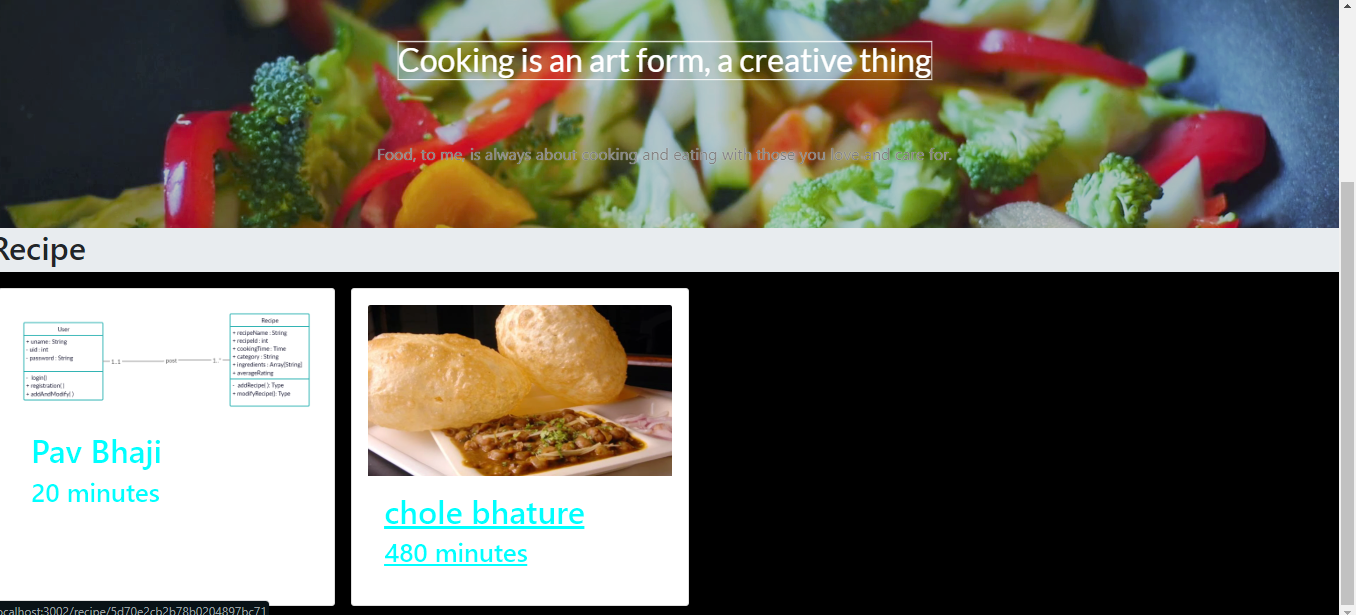 Cooking is an art form, a creative thing
Food, to me, is always about cooking and eating with those you love and care for.
Recipe
User
+ uname : String
- uid : int
- password : String
- login()
+ registration( )
+ addAndModify( )
1..1
post
1..*
Recipe
+ recipeName : String
+ recipeId : int
+ cookingTime : Time
+ category : String
+ ingredients : Array[String]
+ averageRating
- addRecipe( ): Type
+ modifyRecipe(): Type
Pav Bhaji
20 minutes
chole bhature
480 minutes
ocalhost:3002/recipe/5d70e2cb2b78b0204897bc71